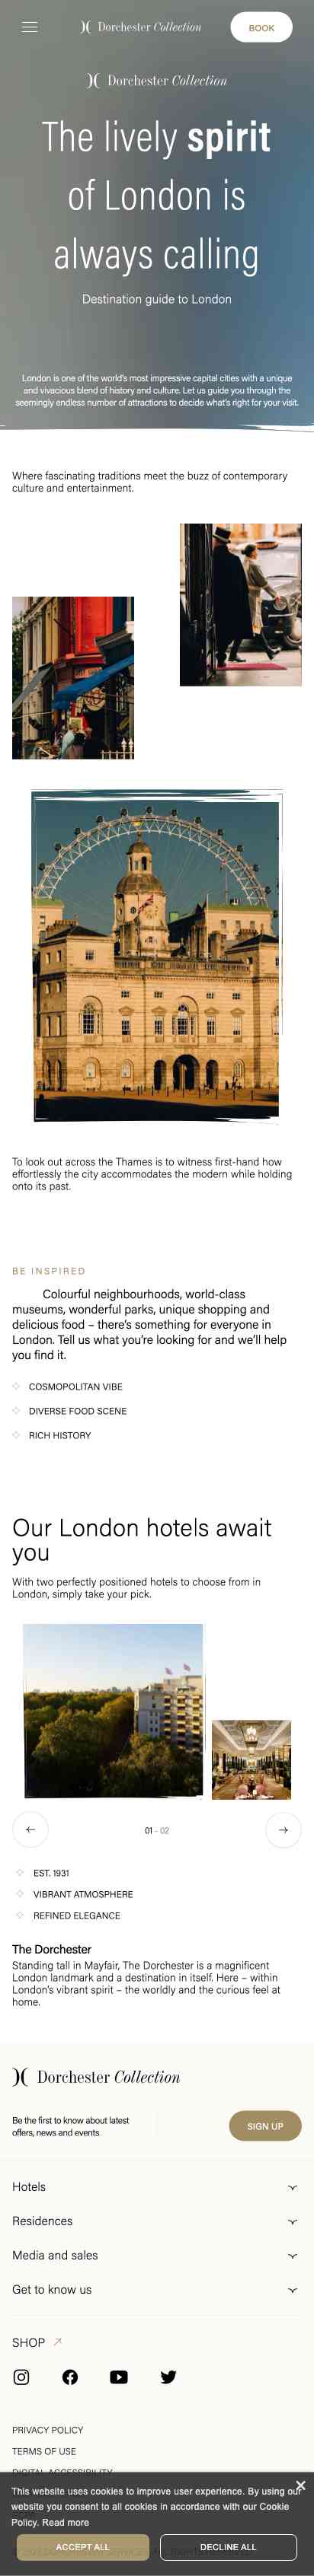 Dorchester Collection
BOOK
Dorchester Collection
The lively spirit
of London is
always calling
Destination guide to London
London is one of the world's most impressive capital cities with a unique
and vivacious blend of history and culture. Let us guide you through the
seemingly endless number of attractions to decide what's right for your visit.
Where fascinating traditions meet the buzz of contemporary
culture and entertainment.
To look out across the Thames is to witness first-hand how
effortlessly the city accommodates the modern while holding
onto its past.
BE INSPIRED
Colourful neighbourhoods, world-class
museums, wonderful parks, unique shopping and
delicious food – there's something for everyone in
London. Tell us what you're looking for and we'll help
you find it.
COSMOPOLITAN VIBE
DIVERSE FOOD SCENE
RICH HISTORY
Our London hotels await
you
With two perfectly positioned hotels to choose from in
London, simply take your pick.
01 - 02
EST. 1931
VIBRANT ATMOSPHERE
REFINED ELEGANCE
The Dorchester
Standing tall in Mayfair, The Dorchester is a magnificent
London landmark and a destination in itself. Here – within
London's vibrant spirit – the worldly and the curious feel at
home.
Dorchester Collection
Be the first to know about latest
offers, news and events
SIGN UP
Hotels
Residences
Media and sales
Get to know us
SHOP
PRIVACY POLICY
TERMS OF USE
DIGITAL ACCESSIBILITY
This website uses cookies to improve user experience. By using our
website you consent to all cookies in accordance with our Cookie
Policy. Read more
ACCEPT ALL
DECLINE ALL